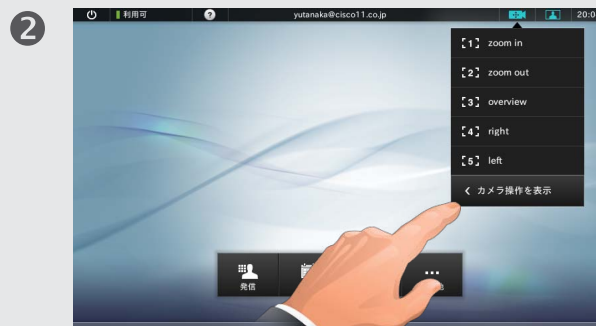 2
利用可
?
yutanaka@cisco11.co.jp
20:0
[1] zoom in
[2] zoom out
[3] overview
[4] right
[5] left
< カメラ操作を表示
発信